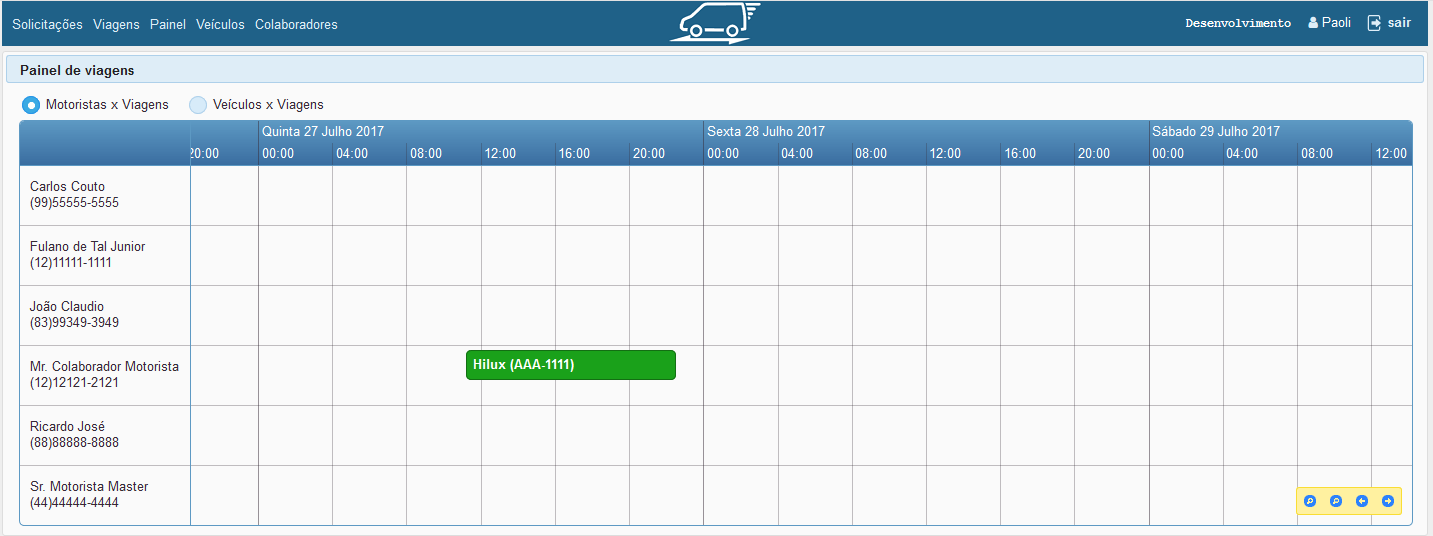 Solicitações Viagens Painel Veículos Colaboradores Desenvolvimento Paoli sair
Painel de viagens
Motoristas x Viagens Veículos x Viagens
Quinta 27 Julho 2017 Sexta 28 Julho 2017 Sábado 29 Julho 2017
20:00 00:00 04:00 08:00 12:00 16:00 20:00 00:00 04:00 08:00 12:00 16:00 20:00 00:00 04:00 08:00 12:00
Carlos Couto
(99)55555-5555
Fulano de Tal Junior
(12)11111-1111
João Claudio
(83)99349-3949
Mr. Colaborador Motorista
(12)12121-2121
Hilux (AAA-1111)
Ricardo José
(88)88888-8888
Sr. Motorista Master
(44)44444-4444